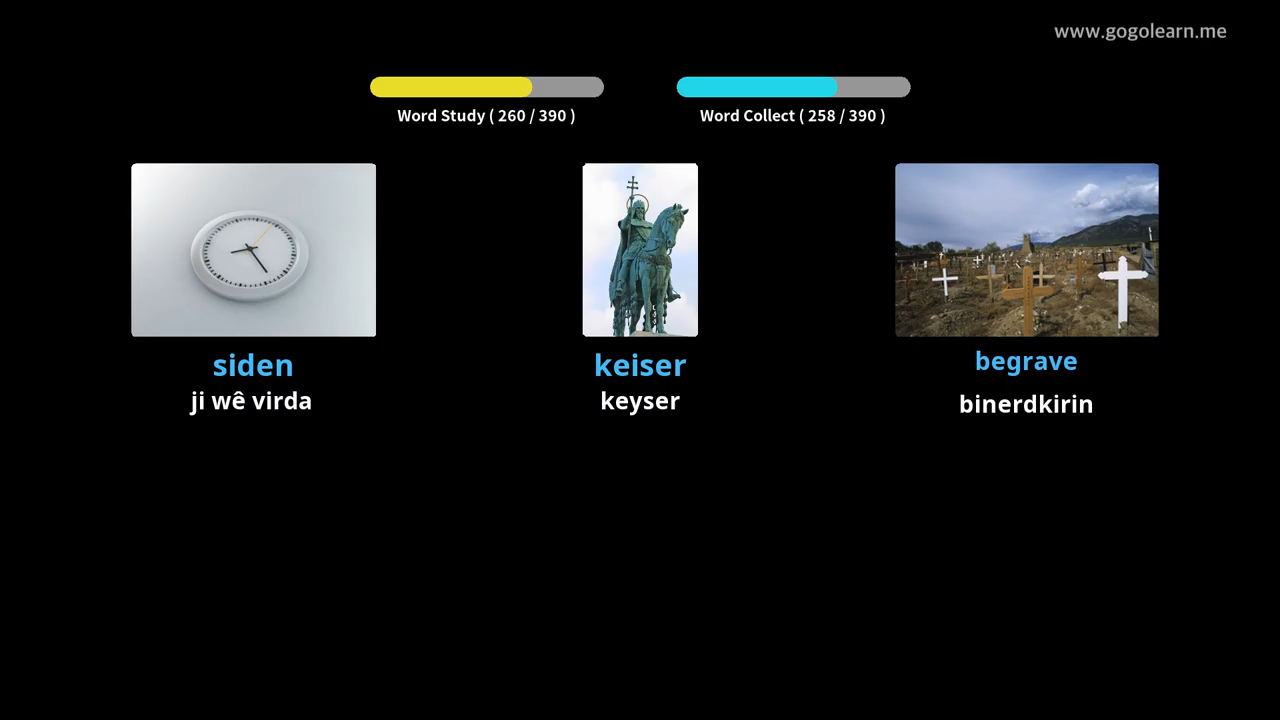 www.gogolearn.me
Word Study ( 260 / 390 )
Word Collect ( 258 / 390 )
siden
ji wê virda
keiser
keyser
begrave
binerdkirin